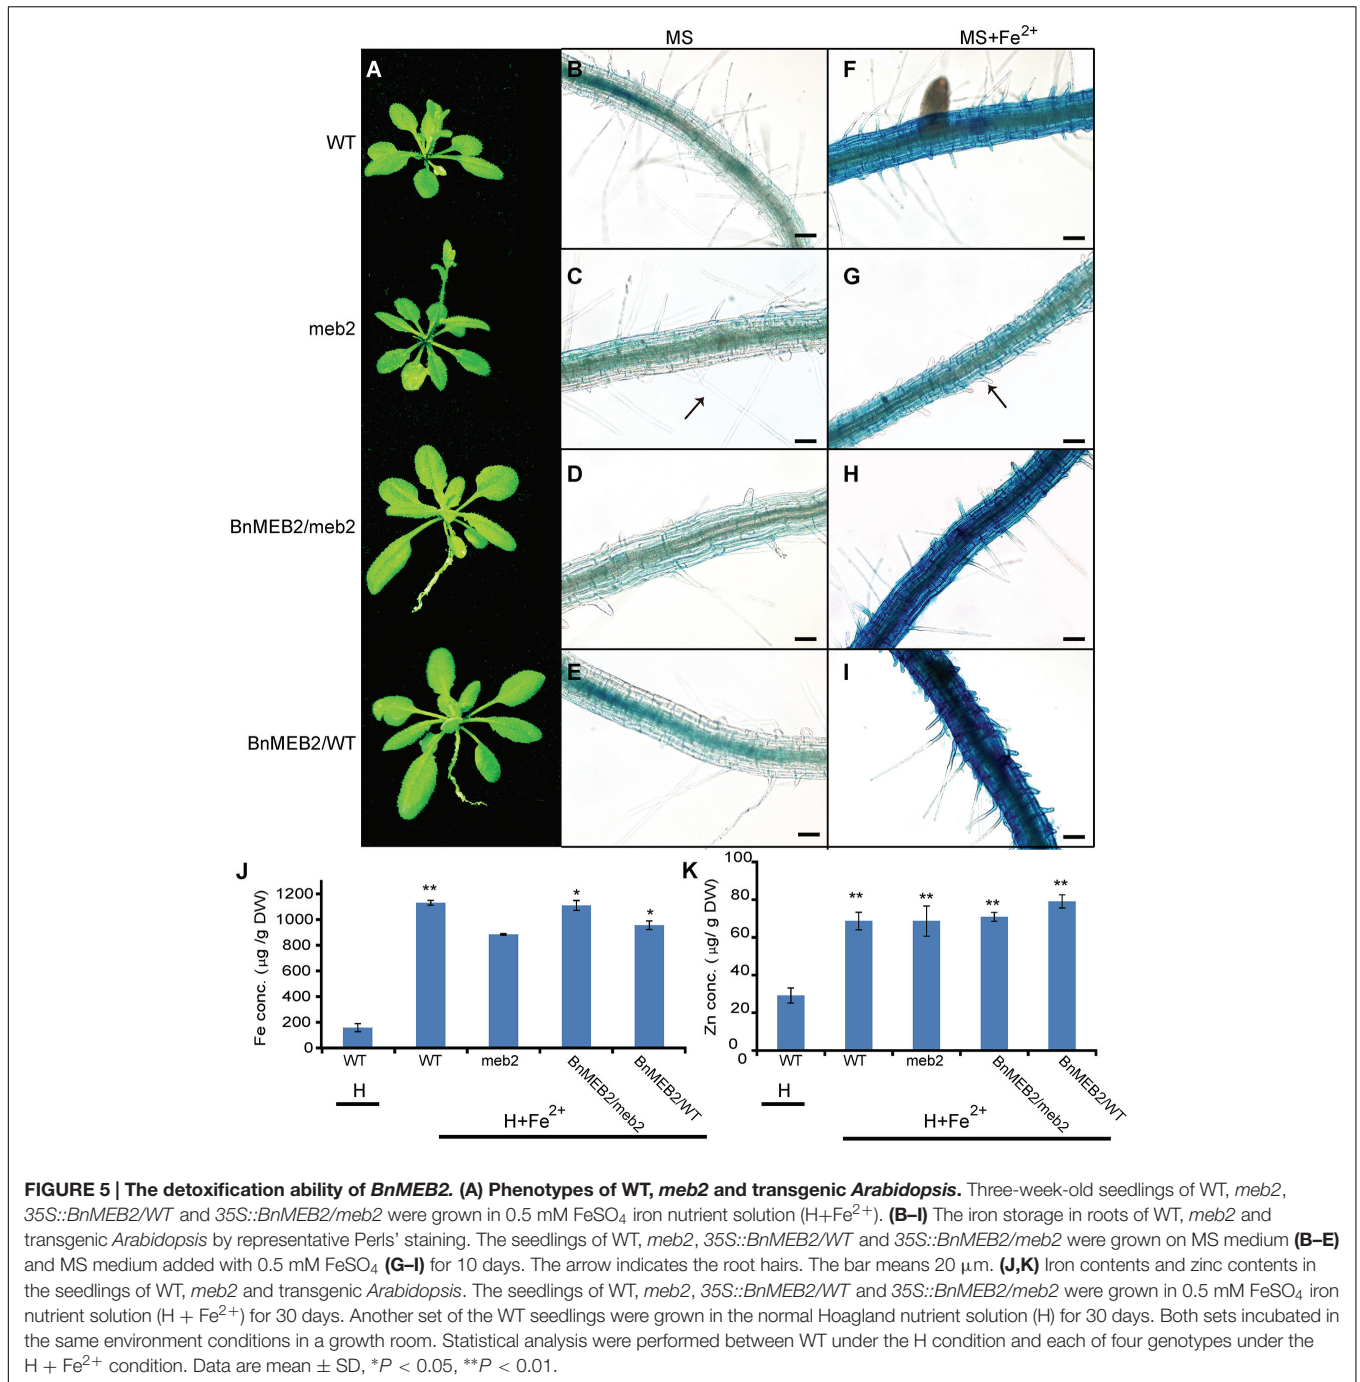 MS
MS+Fe2+
A
B
F
WT
C
G
meb2
D
H
BnMEB2/meb2
E
I
BnMEB2/WT
J
Fe conc. (µg /g DW)
1200
1000
800
600
400
200
0
**
*
*
WT
WT
meb2
BnMEB2/meb2
BnMEB2/WT
H
H+Fe2+
K
Zn conc. ( µg/ g DW)
100
80
60
40
20
0
0
**
**
**
**
WT
WT
meb2
BnMEB2/meb2
BnMEB2/WT
H
H+Fe2+
FIGURE 5 | The detoxification ability of BnMEB2. (A) Phenotypes of WT, meb2 and transgenic Arabidopsis. Three-week-old seedlings of WT, meb2,
35S::BnMEB2/WT and 35S::BnMEB2/meb2 were grown in 0.5 mM FeSO4 iron nutrient solution (H+Fe2+). (B–I) The iron storage in roots of WT, meb2 and
transgenic Arabidopsis by representative Perls' staining. The seedlings of WT, meb2, 35S::BnMEB2/WT and 35S::BnMEB2/meb2 were grown on MS medium (B–E)
and MS medium added with 0.5 mM FeSO4 (G–I) for 10 days. The arrow indicates the root hairs. The bar means 20 µm. (J,K) Iron contents and zinc contents in
the seedlings of WT, meb2 and transgenic Arabidopsis. The seedlings of WT, meb2, 35S::BnMEB2/WT and 35S::BnMEB2/meb2 were grown in 0.5 mM FeSO4 iron
nutrient solution (H + Fe2+) for 30 days. Another set of the WT seedlings were grown in the normal Hoagland nutrient solution (H) for 30 days. Both sets incubated in
the same environment conditions in a growth room. Statistical analysis were performed between WT under the H condition and each of four genotypes under the
H + Fe2+ condition. Data are mean ± SD, *P < 0.05, **P < 0.01.